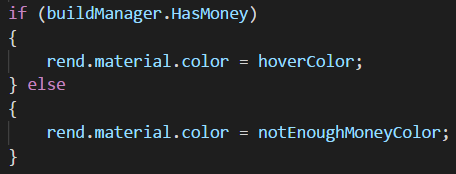 if (buildManager.HasMoney)
{
    rend.material.color = hoverColor;
} else
{
    rend.material.color = notEnoughMoneyColor;
}